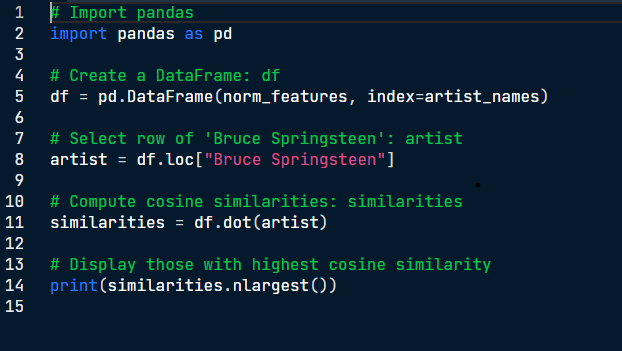 1 # Import pandas
2 import pandas as pd
3
4 # Create a DataFrame: df
5 df = pd.DataFrame(norm_features, index=artist_names)
6
7 # Select row of 'Bruce Springsteen': artist
8 artist = df.loc["Bruce Springsteen"]
9
10 # Compute cosine similarities: similarities
11 similarities = df.dot(artist)
12
13 # Display those with highest cosine similarity
14 print(similarities.nlargest())
15